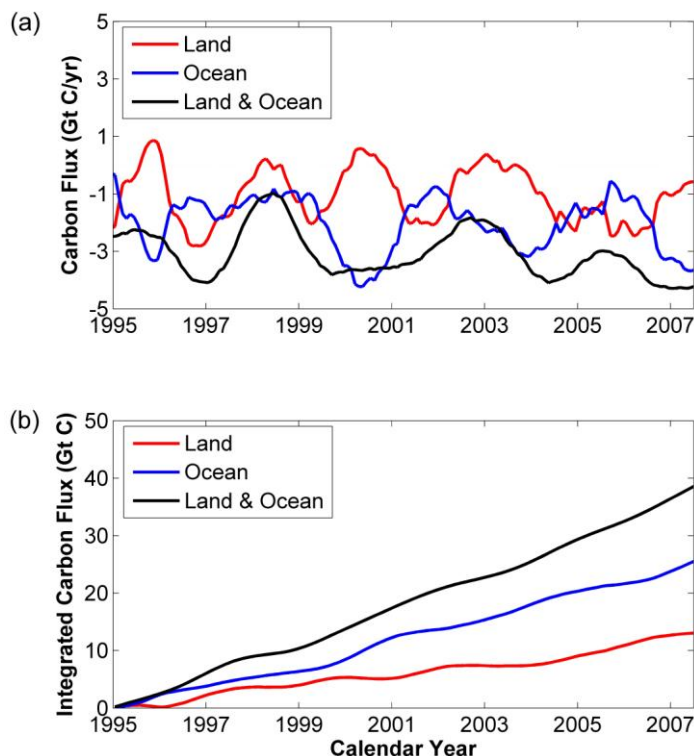 (a)
Carbon Flux (Gt C/yr)
5
3
1
-1
-3
-5
Land
Ocean
Land & Ocean
1995 1997 1999 2001 2003 2005 2007
(b)
Integrated Carbon Flux (Gt C)
50
40
30
20
10
0
Land
Ocean
Land & Ocean
1995 1997 1999 2001 2003 2005 2007
Calendar Year